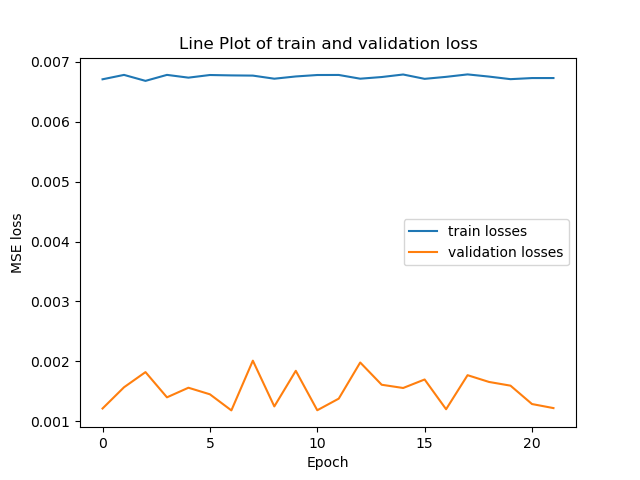 Line Plot of train and validation loss
0.007
0.006
0.005
0.004
0.003
0.002
0.001
MSE loss
train losses
validation losses
0 5 10 15 20
Epoch